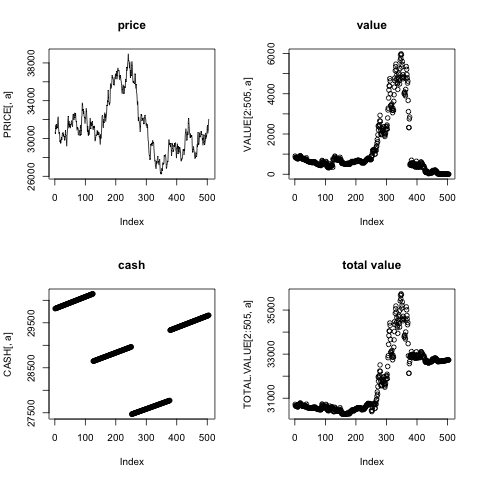 price
PRICE[, a]
26000 30000 34000 38000
0 100 200 300 400 500
Index
value
VALUE[2:505, a]
0 2000 4000 6000
0 100 200 300 400 500
Index
cash
CASH[, a]
27500 28500 29500
0 100 200 300 400 500
Index
total value
TOTAL.VALUE[2:505, a]
31000 33000 35000
0 100 200 300 400 500
Index